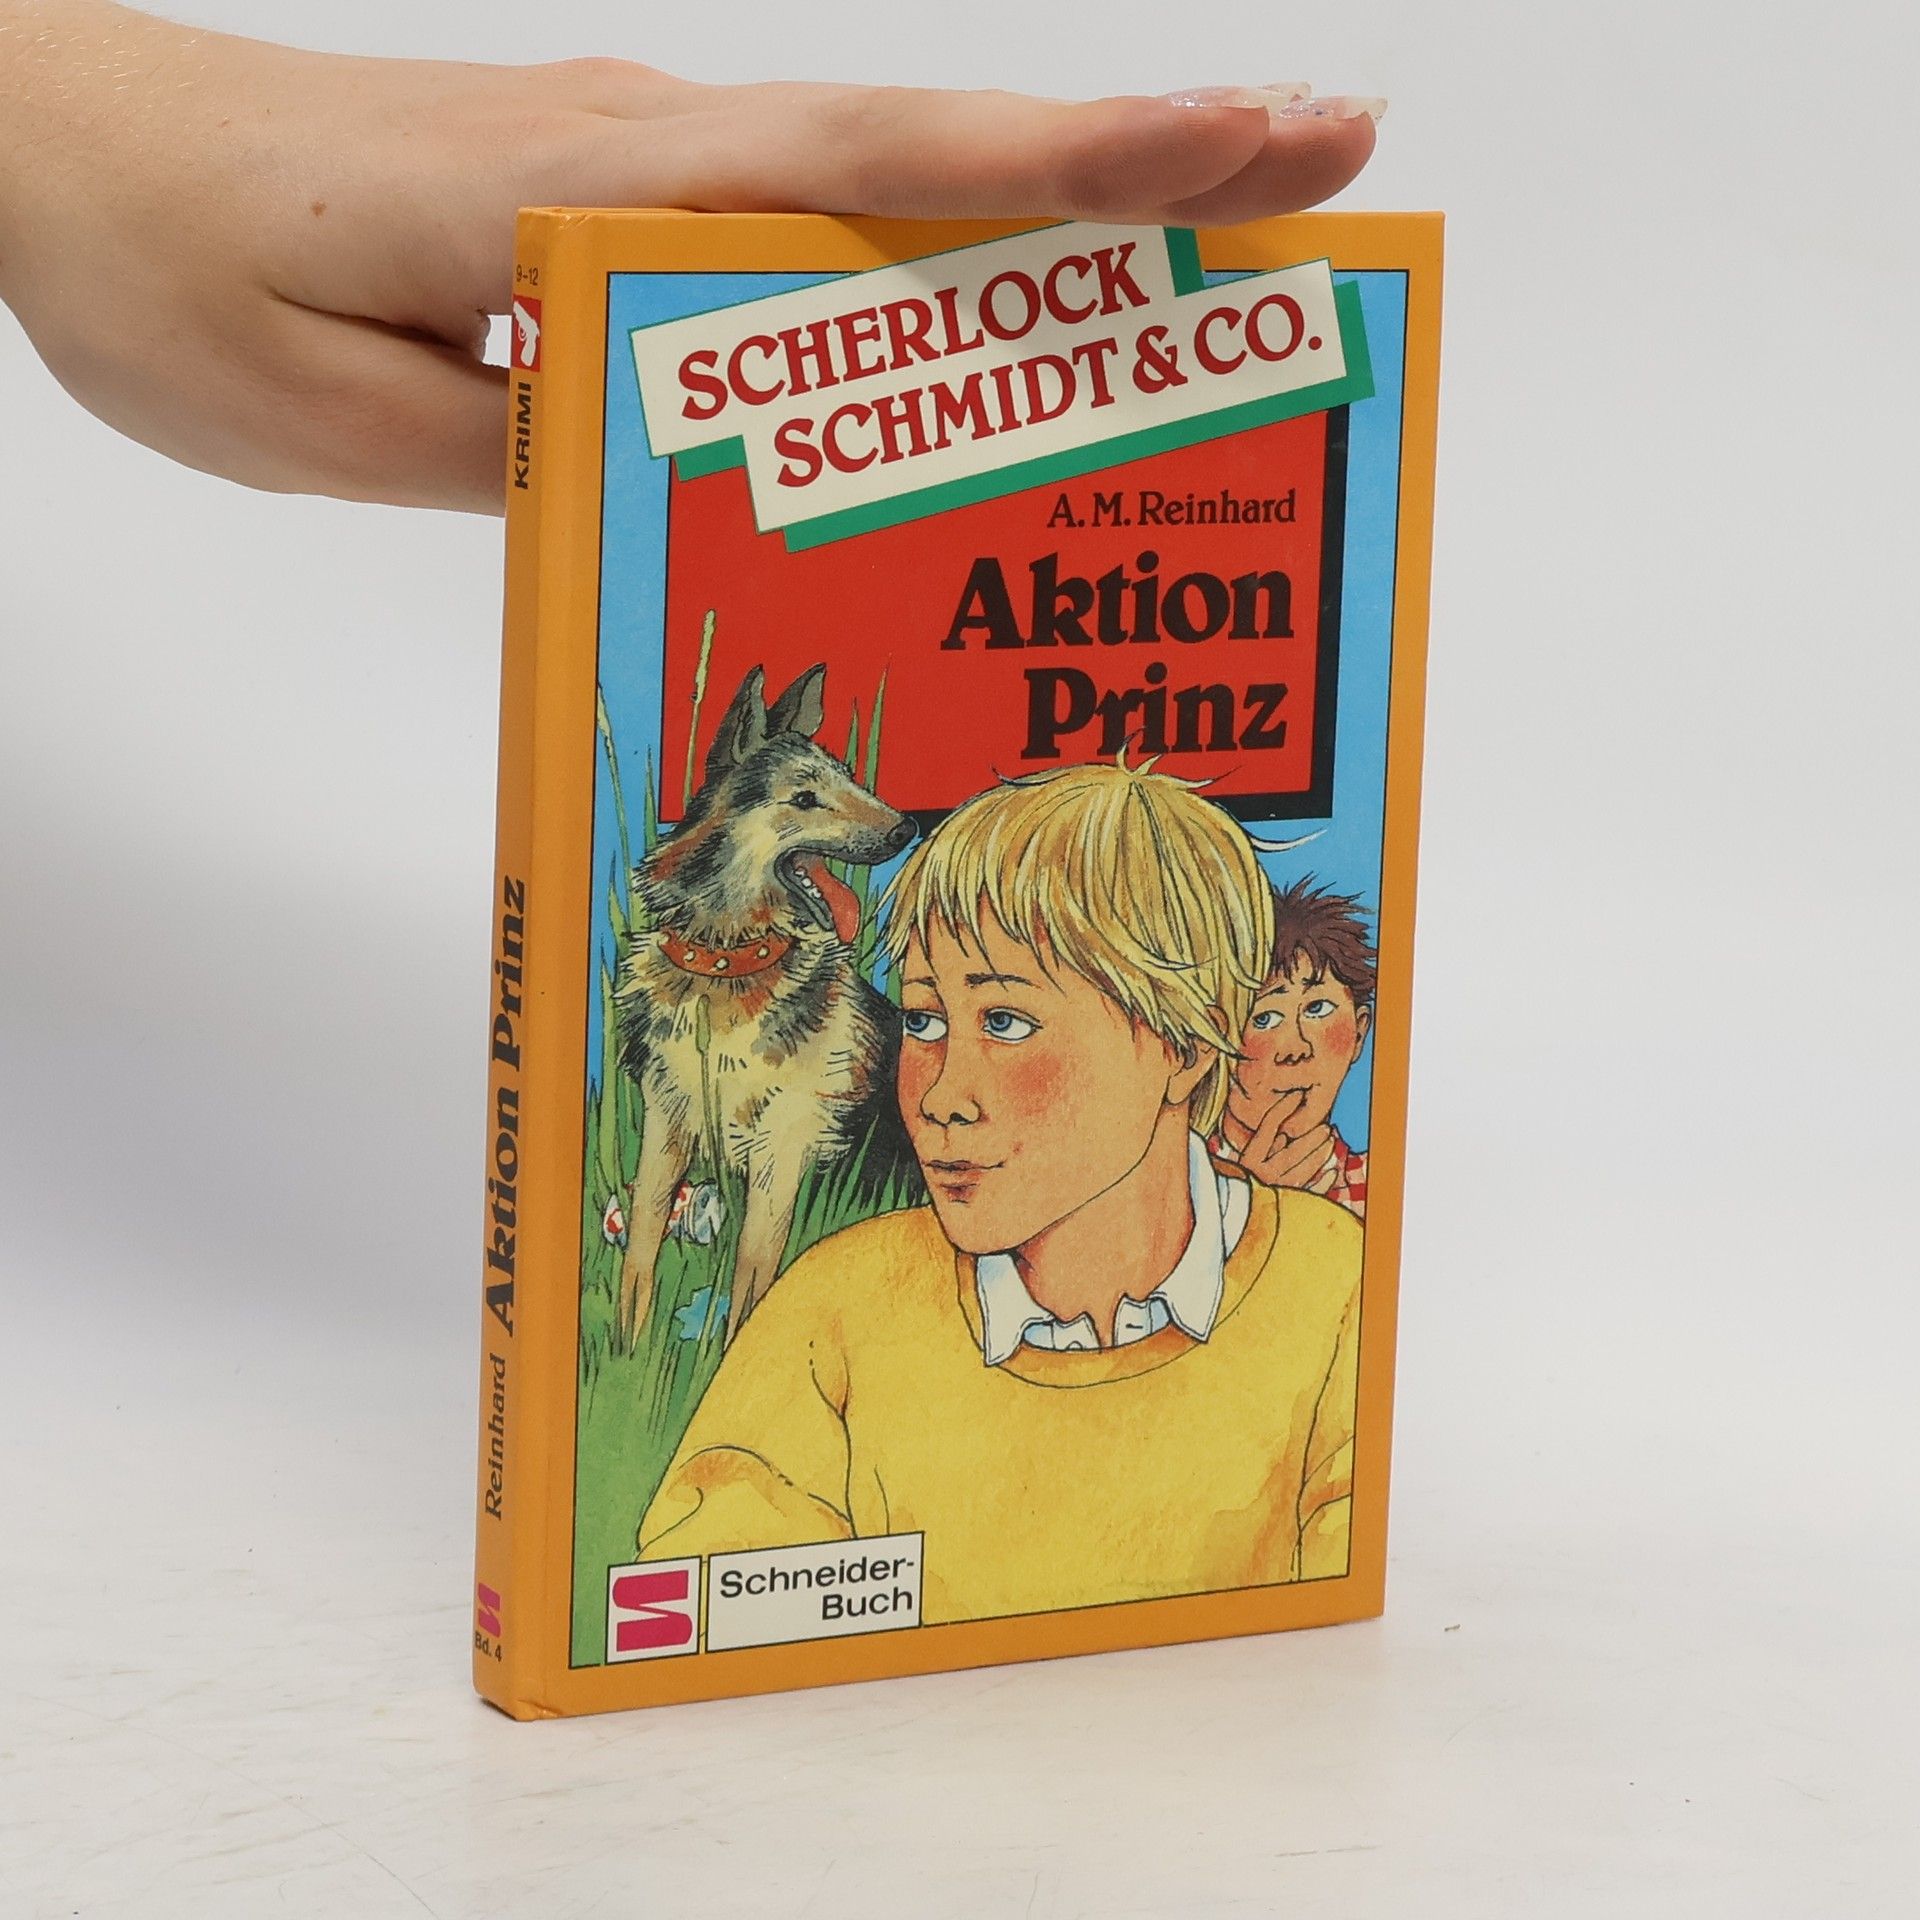 SCHERLOCK
SCHMIDT & CO.
A. M. Reinhard
Aktion
Prinz
Schneider-
Buch
9–12
KRIMI
Aktion Prinz
Reinhard
Bd. 4